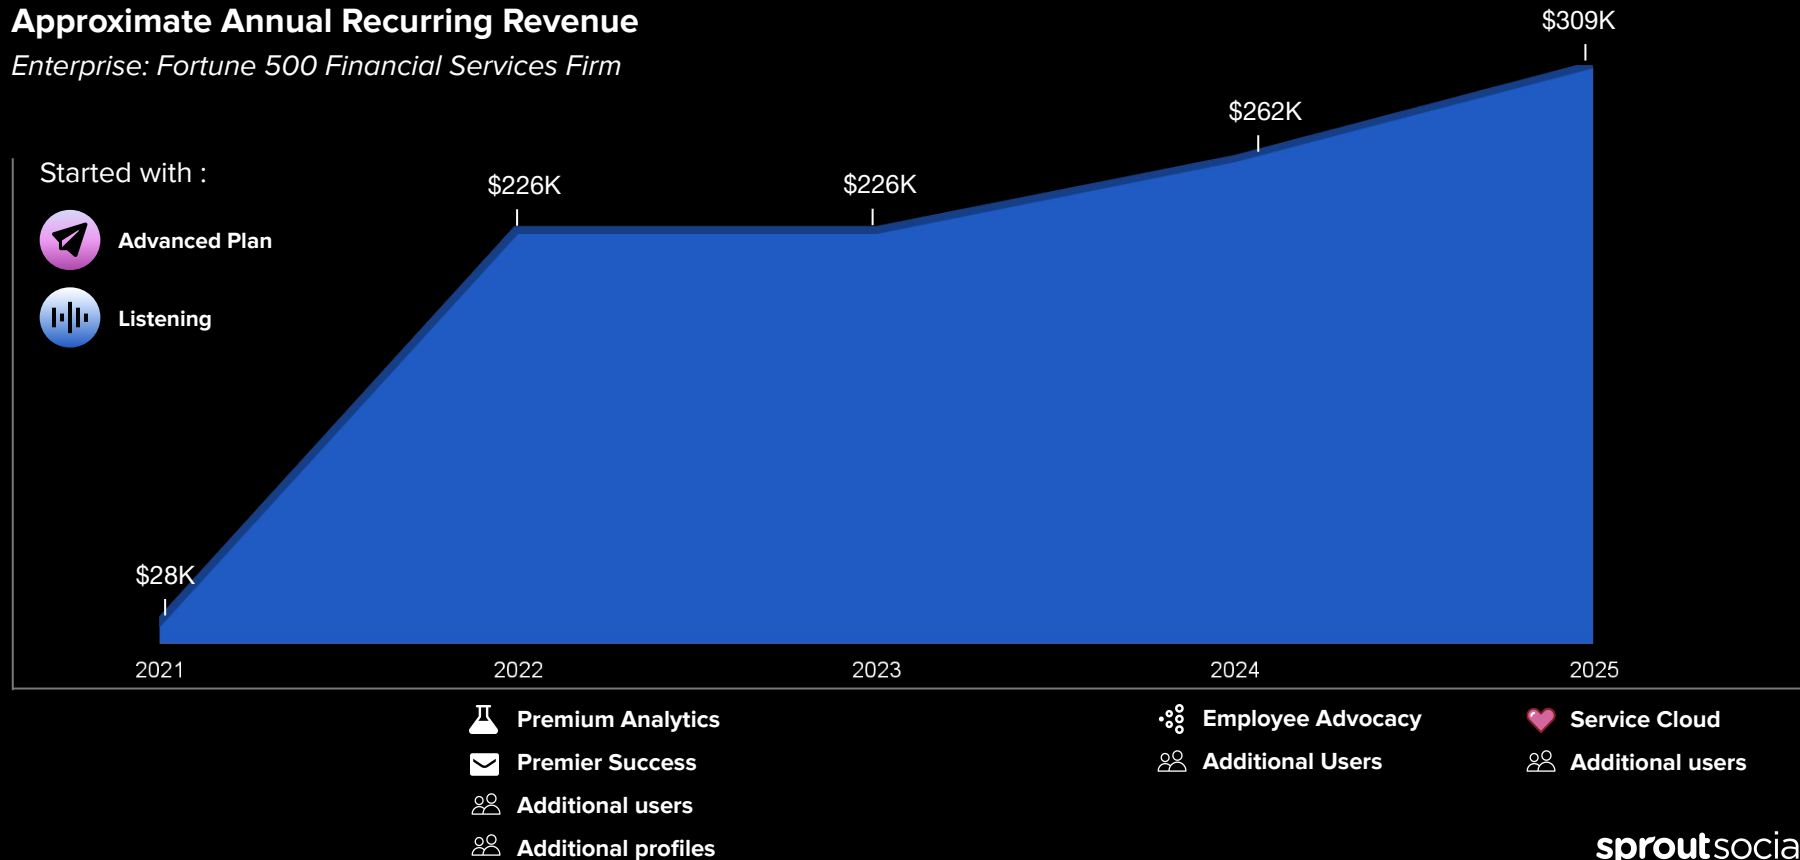 Approximate Annual Recurring Revenue
Enterprise: Fortune 500 Financial Services Firm
Started with :
Advanced Plan
Listening
$28K
$226K
$226K
$262K
$309K
2021
2022
2023
2024
2025
Premium Analytics
Premier Success
Additional users
Additional profiles
Employee Advocacy
Additional Users
Service Cloud
Additional users
sproutsocia